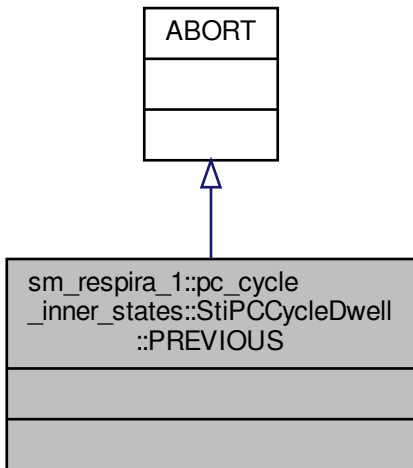 ABORT
sm_respira_1::pc_cycle
_inner_states::StiPCCycleDwell
::PREVIOUS